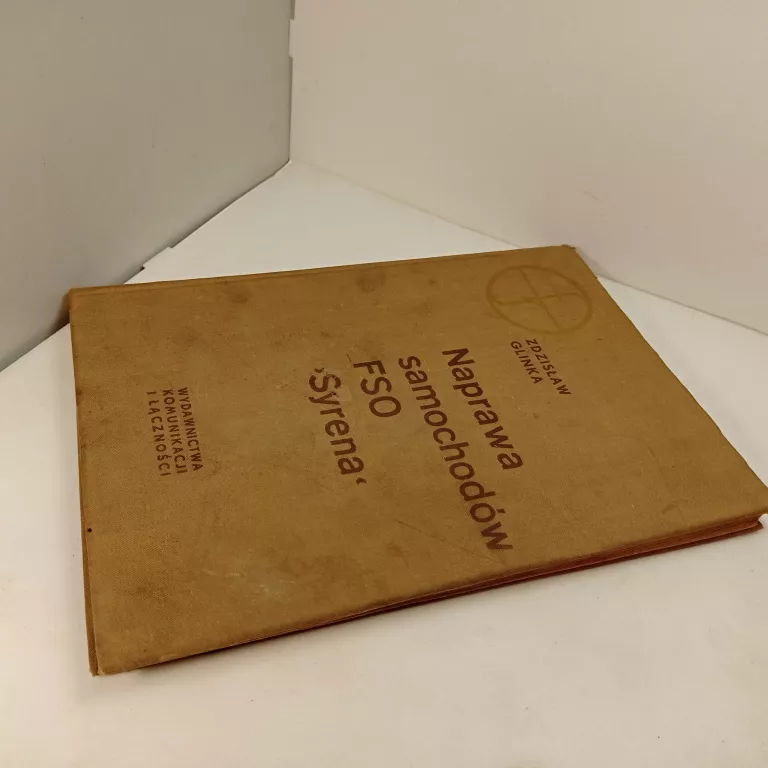 ZDZISŁAW
GLINKA
Naprawa
samochodów
FSO
›Syrena‹
WYDAWNICTWA
KOMUNIKACJI
I ŁĄCZNOŚCI